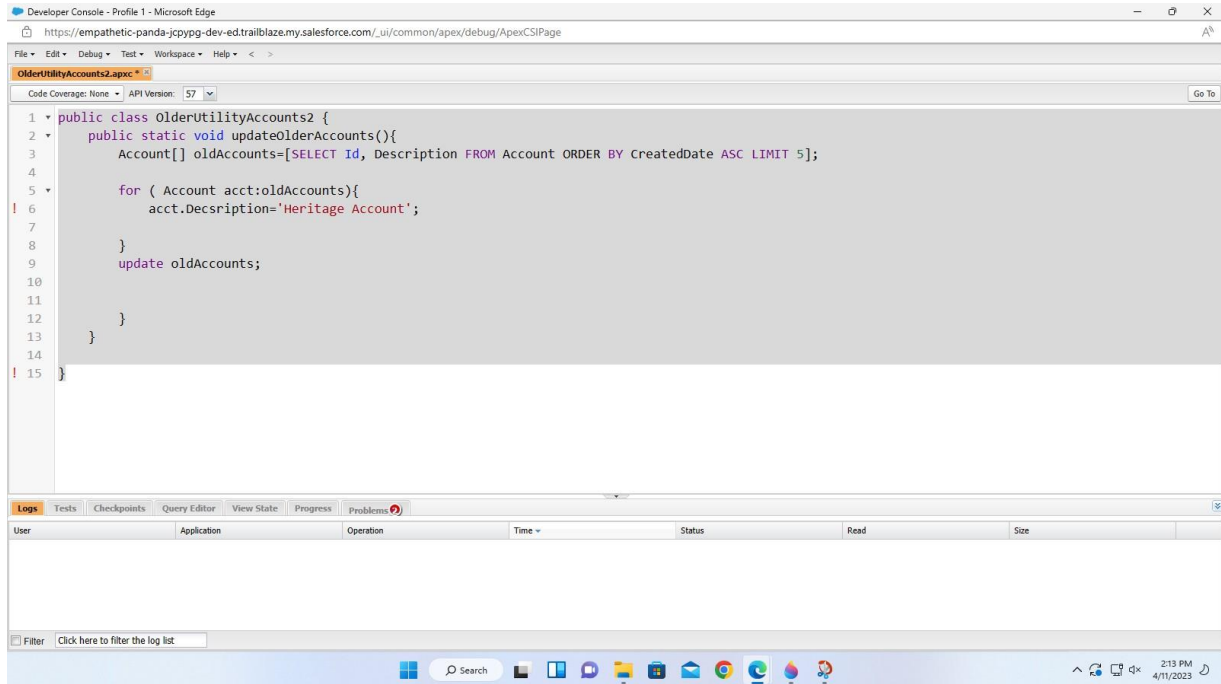 Developer Console - Profile 1 - Microsoft Edge
https://empathetic-panda-jcpypg-dev-ed.trailblaze.my.salesforce.com/_ui/common/apex/debug/ApexCSIPage
File Edit Debug Test Workspace Help < >
OlderUtilityAccounts2.apxc *
Code Coverage: None API Version: 57 Go To
1 public class OlderUtilityAccounts2 {
2 public static void updateOlderAccounts(){
3 Account[] oldAccounts=[SELECT Id, Description FROM Account ORDER BY CreatedDate ASC LIMIT 5];
4
5 for ( Account acct:oldAccounts){
! 6 acct.Decsription='Heritage Account';
7
8 }
9 update oldAccounts;
10
11
12 }
13 }
14
! 15 }
Logs Tests Checkpoints Query Editor View State Progress Problems 2
User Application Operation Time Status Read Size
Filter Click here to filter the log list
Search
2:13 PM
4/11/2023